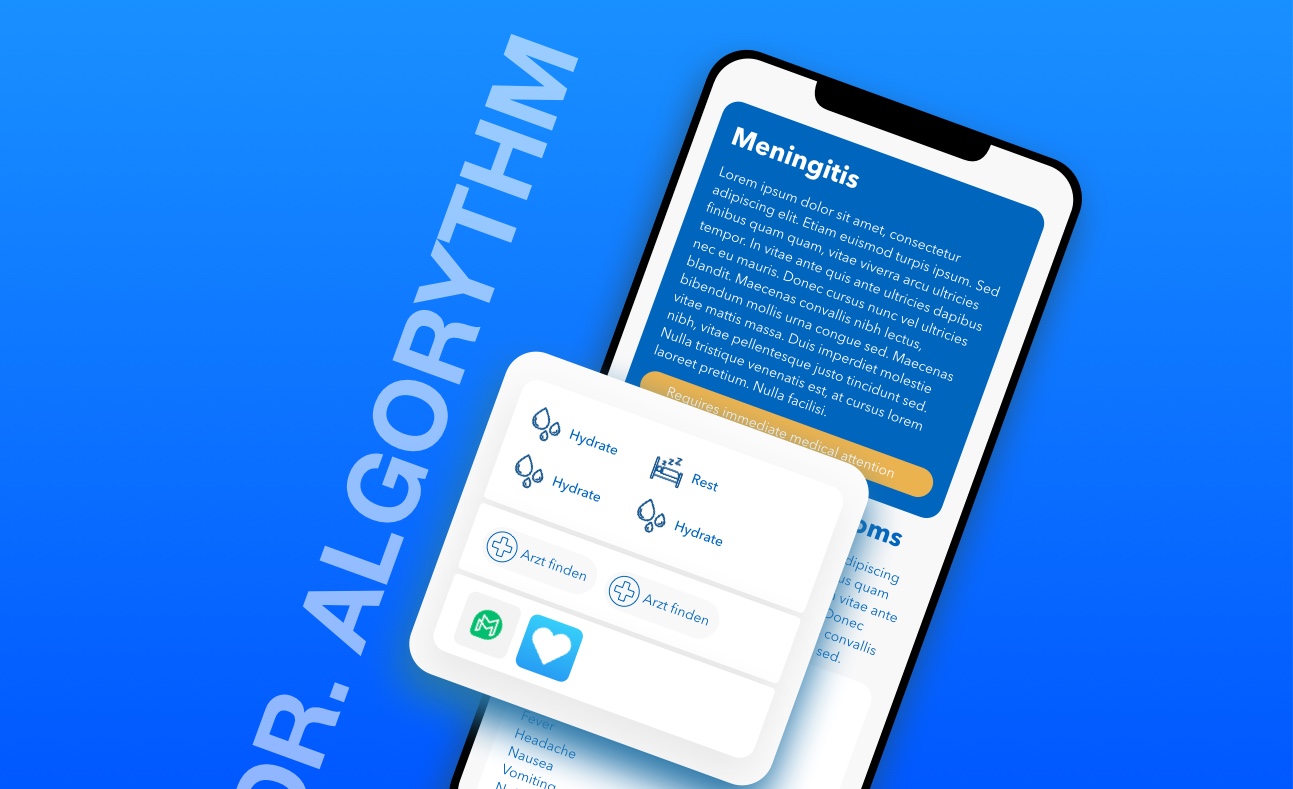 DR. ALGORYTHM
Meningitis
Lorem ipsum dolor sit amet, consectetur
adipiscing elit. Etiam euismod turpis ipsum. Sed
finibus quam quam, vitae viverra arcu ultricies
tempor. In vitae ante quis ante ultricies dapibus
nec eu mauris. Donec cursus nunc vel ultricies
blandit. Maecenas convallis nibh lectus,
bibendum mollis urna congue sed. Maecenas
vitae mattis massa. Duis imperdiet molestie
nibh, vitae pellentesque justo tincidunt sed.
Nulla tristique venenatis est, at cursus lorem
laoreet pretium. Nulla facilisi.
Requires immediate medical attention
Hydrate
Rest
Hydrate
Hydrate
Arzt finden
Arzt finden
oms
dipiscing
us quam
vitae ante
Donec
convallis
sed.
Fever
Headache
Nausea
Vomiting